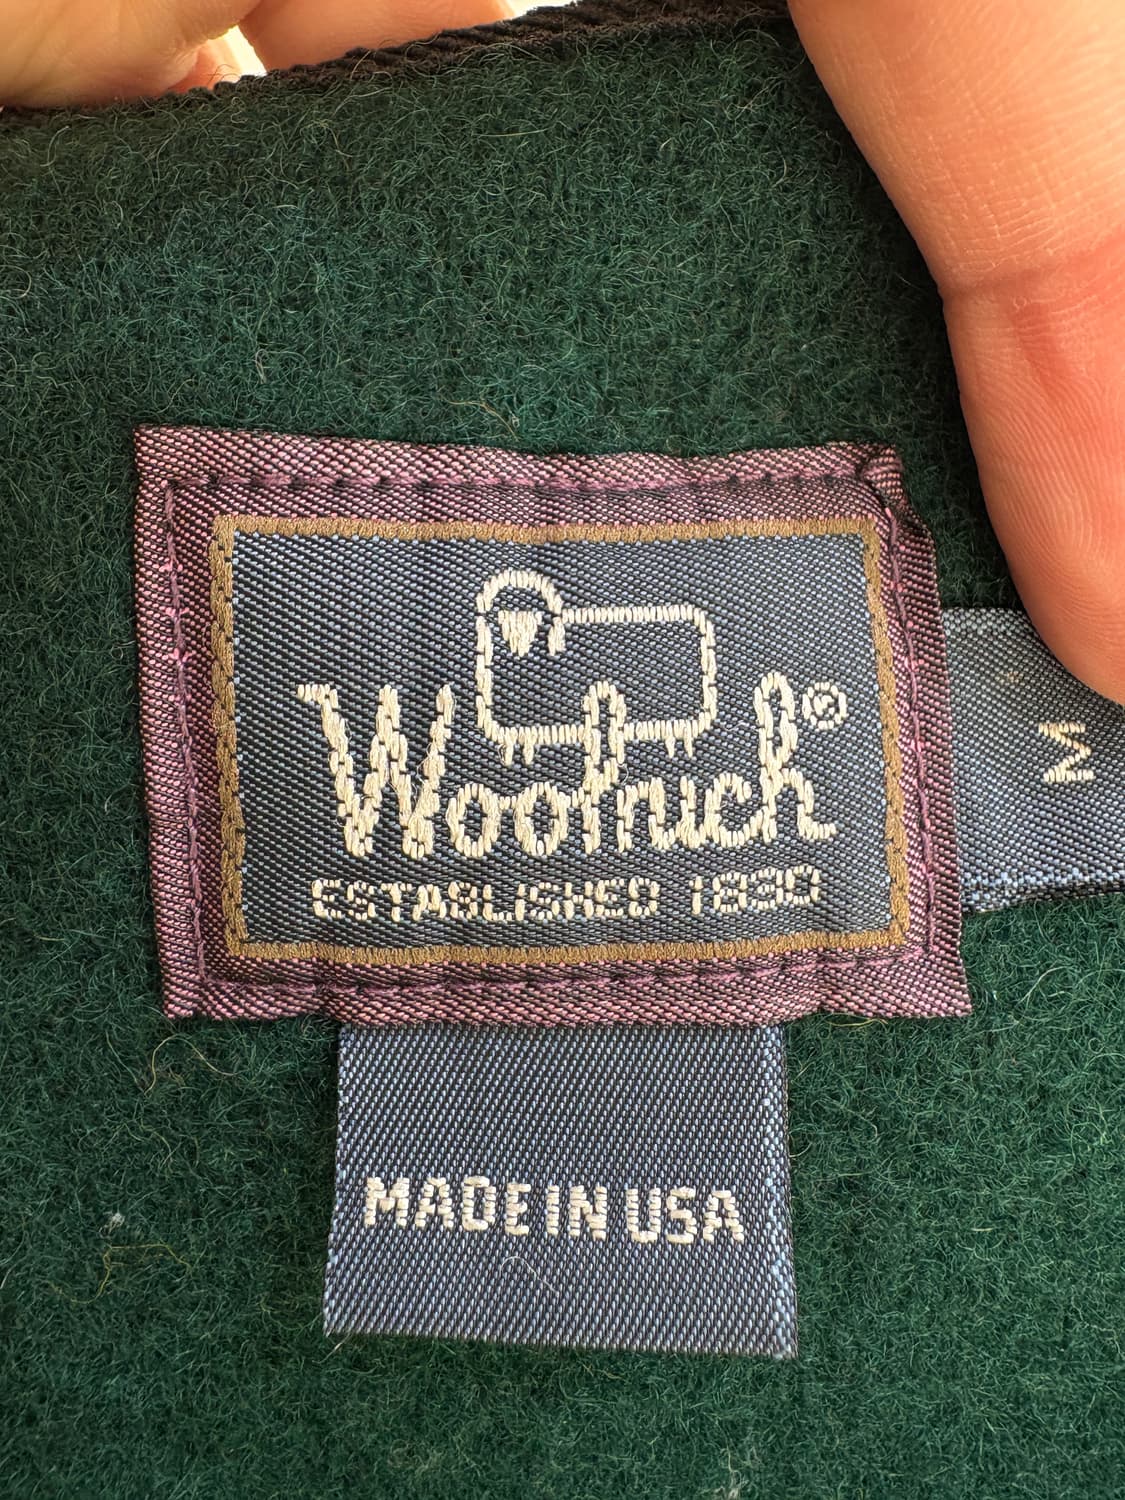 Woolrich®
ESTABLISHED 1830
M
MADE IN USA